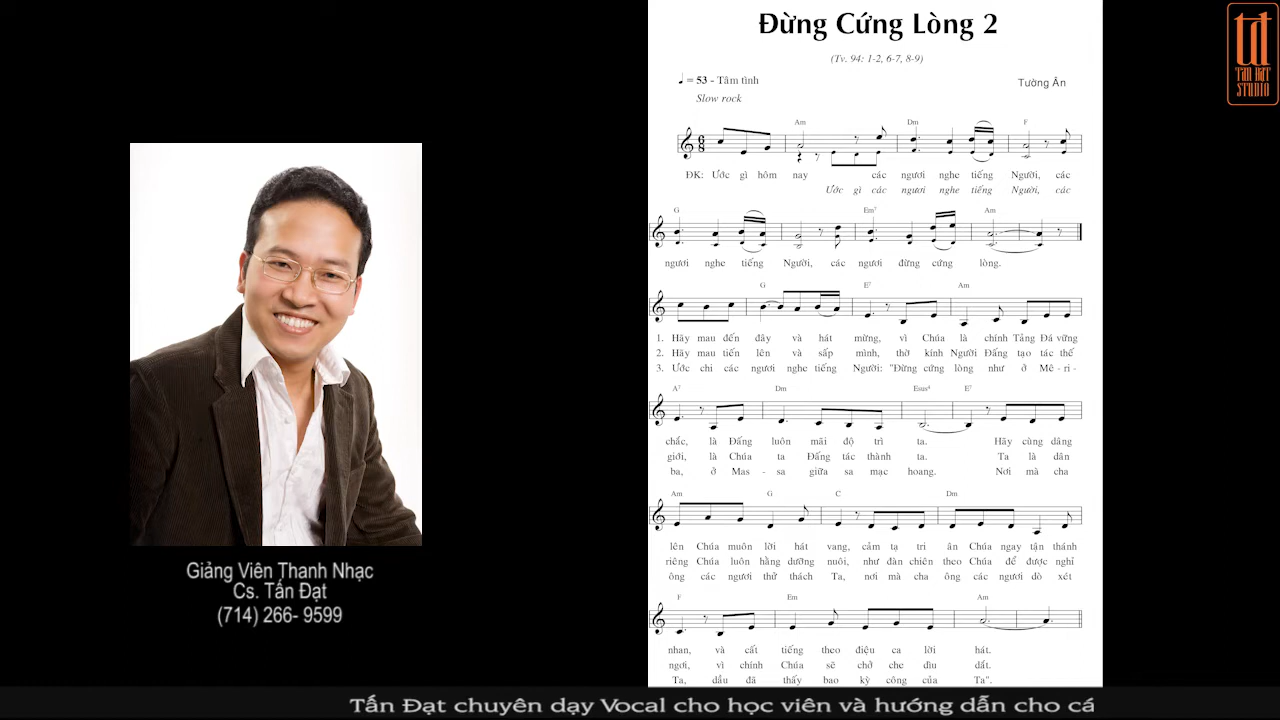 Đừng Cứng Lòng 2
(Tv. 94: 1-2, 6-7, 8-9)
♩ = 53 - Tâm tình
Tường Ân
Slow rock
TẤN ĐẠT
STUDIO
Am Dm F
6
8
ĐK: Ước gì hôm nay các ngươi nghe tiếng Người, các
Ước gì các ngươi nghe tiếng Người, các
G Em7 Am
ngươi nghe tiếng Người, các ngươi đừng cứng lòng.
G E7 Am
1. Hãy mau đến đây và hát mừng, vì Chúa là chính Tảng Đá vững
2. Hãy mau tiến lên và sấp mình, thờ kính Người Đấng tạo tác thế
3. Ước chi các ngươi nghe tiếng Người: "Đừng cứng lòng như ở Mê - ri -
A7 Dm Esus4 E7
chắc, là Đấng luôn mãi độ trì ta. Hãy cùng dâng
giới, là Chúa ta Đấng tác thành ta. Ta là dân
ba, ở Mas - sa giữa sa mạc hoang. Nơi mà cha
Am G C Dm
lên Chúa muôn lời hát vang, cảm tạ tri ân Chúa ngay tận thánh
riêng Chúa luôn hằng dưỡng nuôi, như đàn chiên theo Chúa để được nghỉ
ông các ngươi thử thách Ta, nơi mà cha ông các ngươi dò xét
F Em Am
nhan, và cất tiếng theo điệu ca lời hát.
ngơi, vì chính Chúa sẽ chở che dìu dắt.
Ta, dầu đã thấy bao kỳ công của Ta".
Giảng Viên Thanh Nhạc
Cs. Tấn Đạt
(714) 266- 9599
Tấn Đạt chuyên dạy Vocal cho học viên và hướng dẫn cho cá